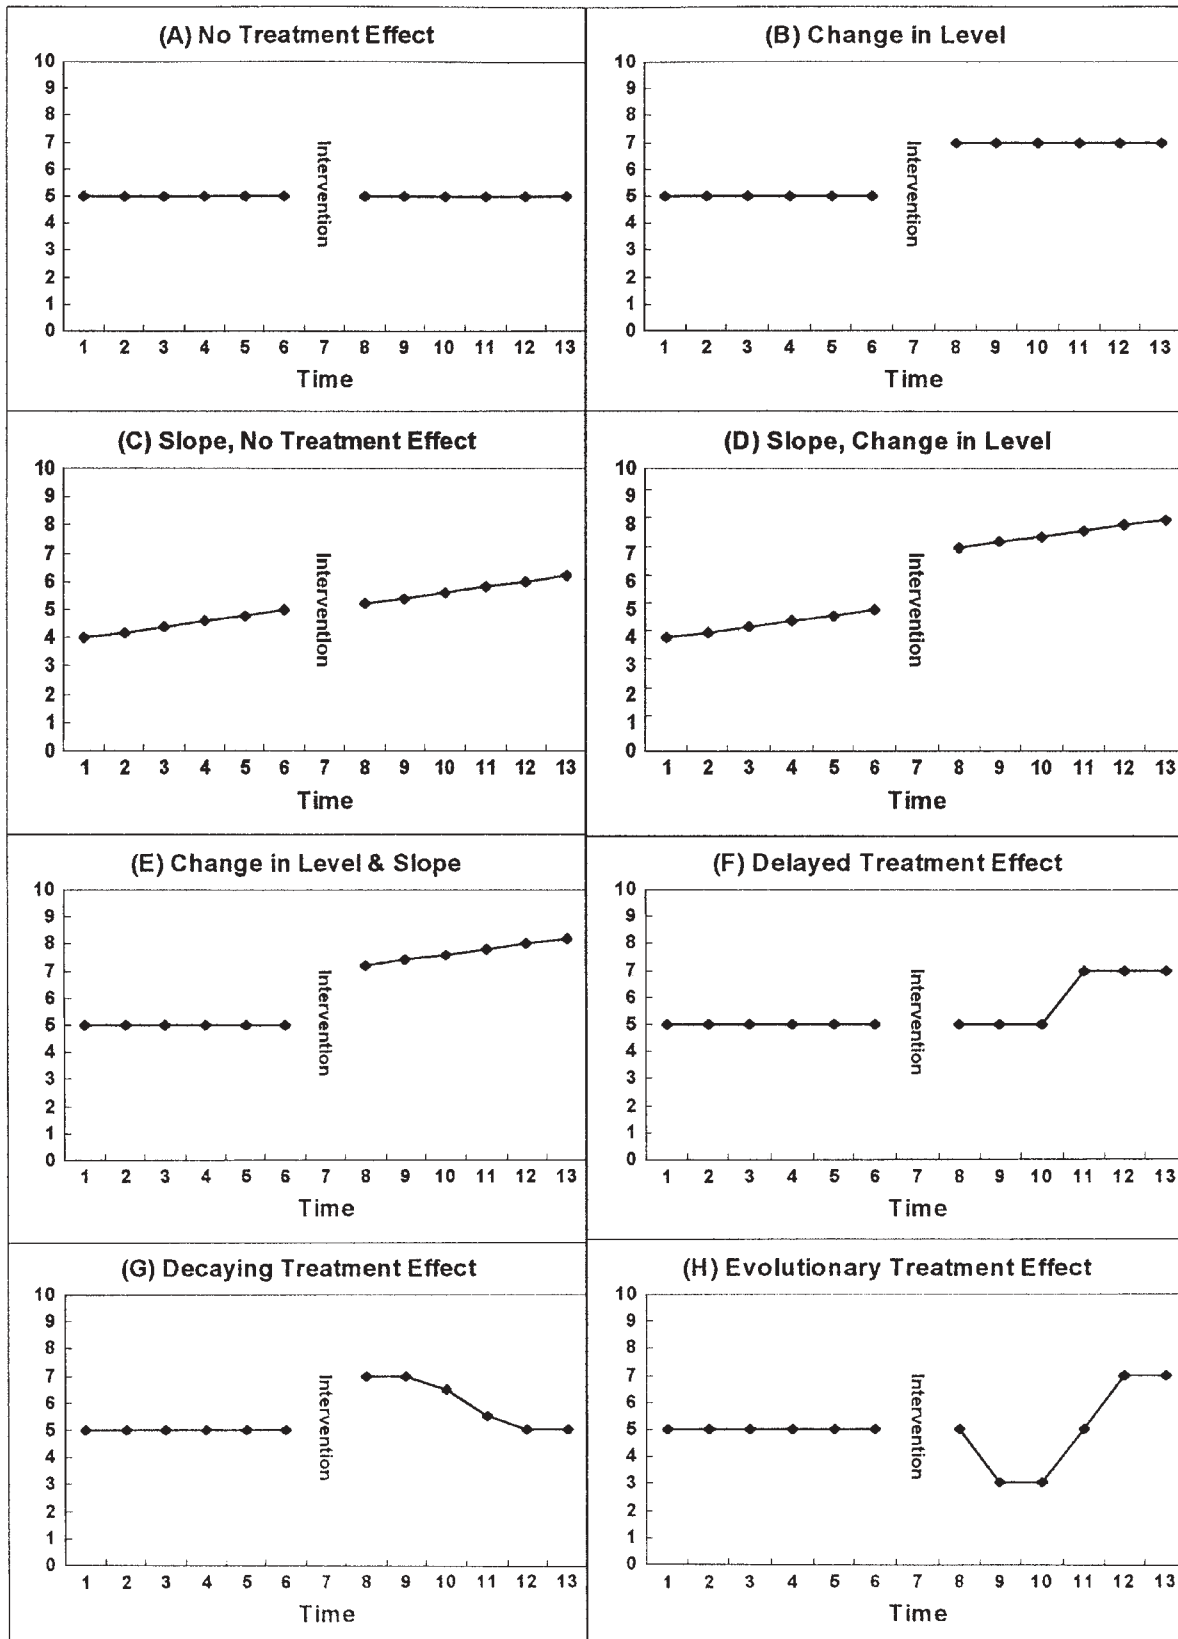 (A) No Treatment Effect
10
9
8
7
6
5
4
3
2
1
0
Intervention
1 2 3 4 5 6 7 8 9 10 11 12 13
Time
(B) Change in Level
10
9
8
7
6
5
4
3
2
1
0
Intervention
1 2 3 4 5 6 7 8 9 10 11 12 13
Time
(C) Slope, No Treatment Effect
10
9
8
7
6
5
4
3
2
1
0
Intervention
1 2 3 4 5 6 7 8 9 10 11 12 13
Time
(D) Slope, Change in Level
10
9
8
7
6
5
4
3
2
1
0
Intervention
1 2 3 4 5 6 7 8 9 10 11 12 13
Time
(E) Change in Level & Slope
10
9
8
7
6
5
4
3
2
1
0
Intervention
1 2 3 4 5 6 7 8 9 10 11 12 13
Time
(F) Delayed Treatment Effect
10
9
8
7
6
5
4
3
2
1
0
Intervention
1 2 3 4 5 6 7 8 9 10 11 12 13
Time
(G) Decaying Treatment Effect
10
9
8
7
6
5
4
3
2
1
0
Intervention
1 2 3 4 5 6 7 8 9 10 11 12 13
Time
(H) Evolutionary Treatment Effect
10
9
8
7
6
5
4
3
2
1
0
Intervention
1 2 3 4 5 6 7 8 9 10 11 12 13
Time